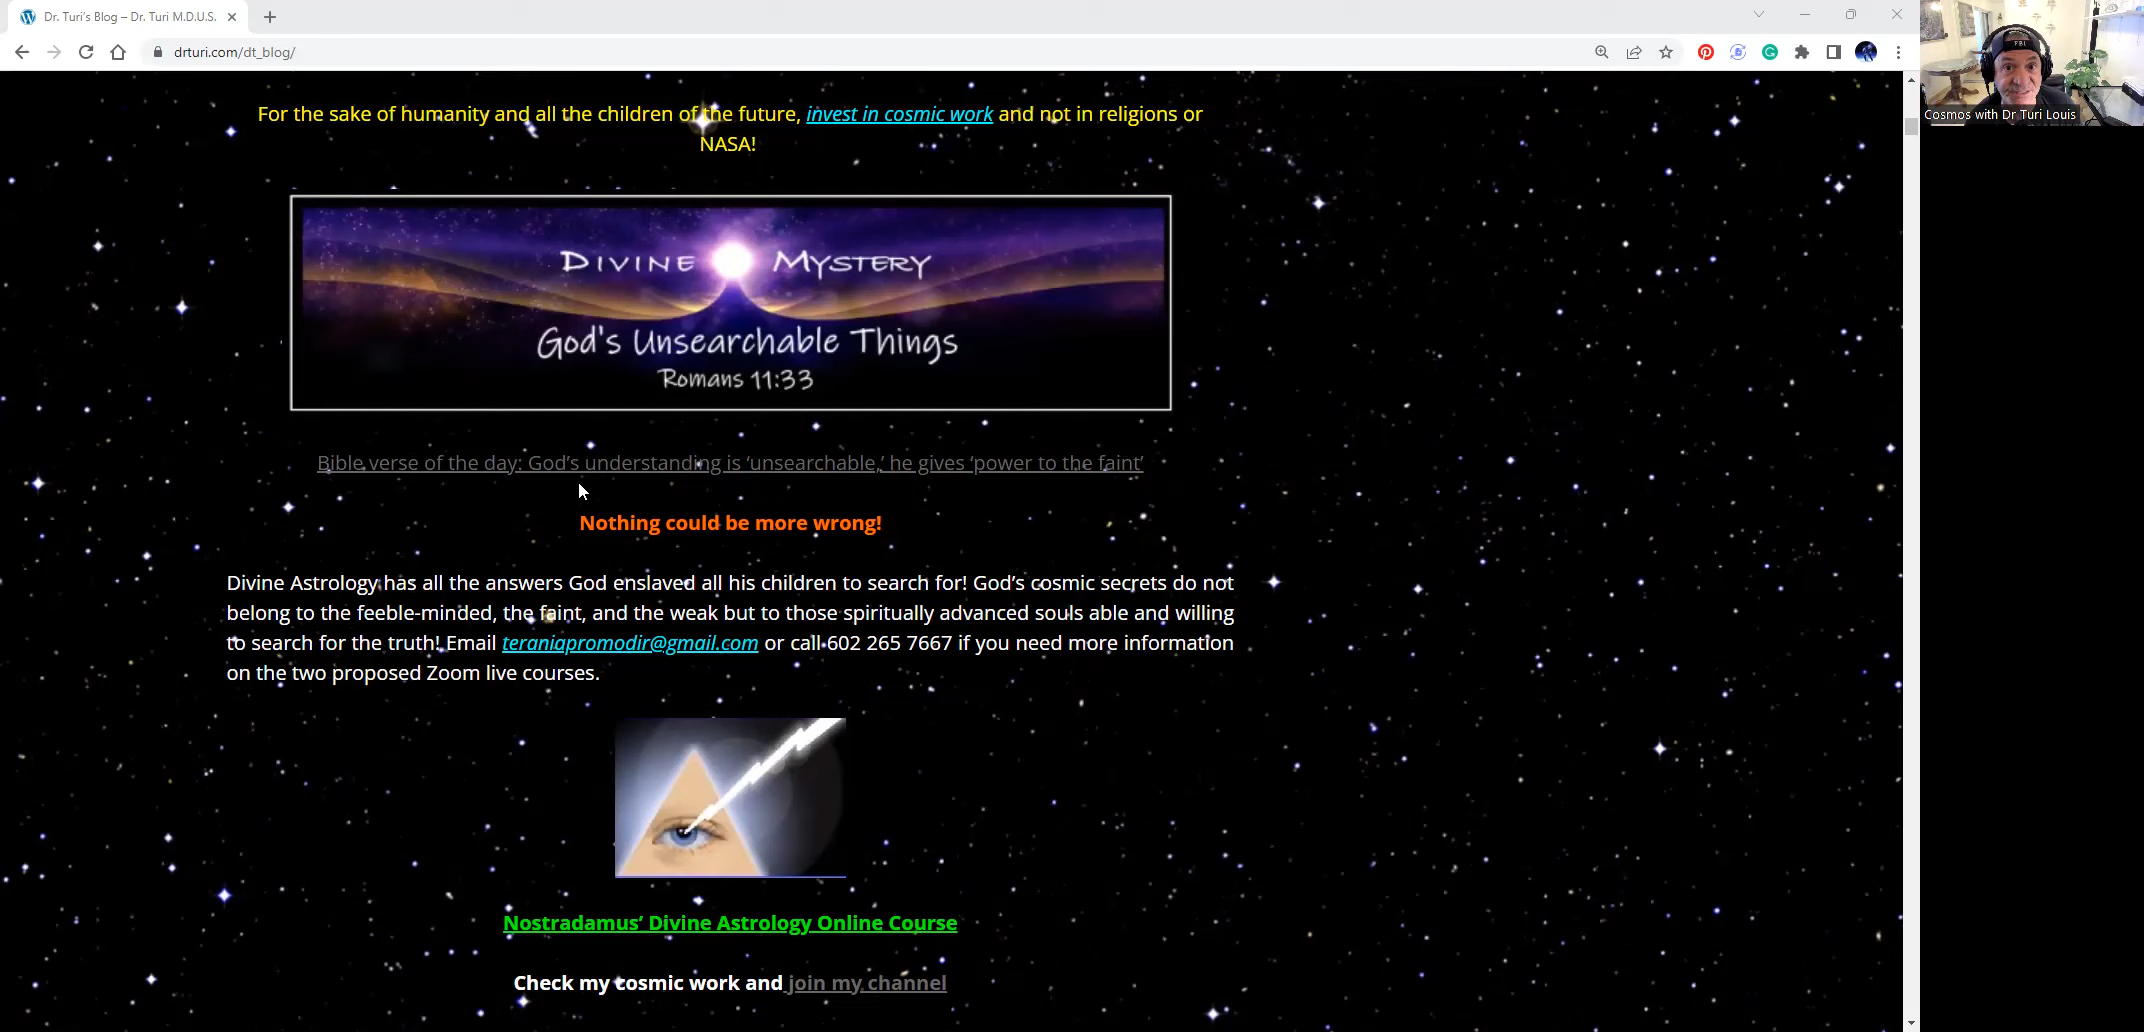 Dr. Turi's Blog – Dr. Turi M.D.U.S.
drturi.com/dt_blog/
FBI
Cosmos with Dr Turi Louis
For the sake of humanity and all the children of the future, invest in cosmic work and not in religions or
NASA!
DIVINE MYSTERY
God's Unsearchable Things
Romans 11:33
Bible verse of the day: God’s understanding is ‘unsearchable,’ he gives ‘power to the faint’
Nothing could be more wrong!
Divine Astrology has all the answers God enslaved all his children to search for! God’s cosmic secrets do not
belong to the feeble-minded, the faint, and the weak but to those spiritually advanced souls able and willing
to search for the truth! Email teraniapromodir@gmail.com or call 602 265 7667 if you need more information
on the two proposed Zoom live courses.
Nostradamus’ Divine Astrology Online Course
Check my cosmic work and join my channel